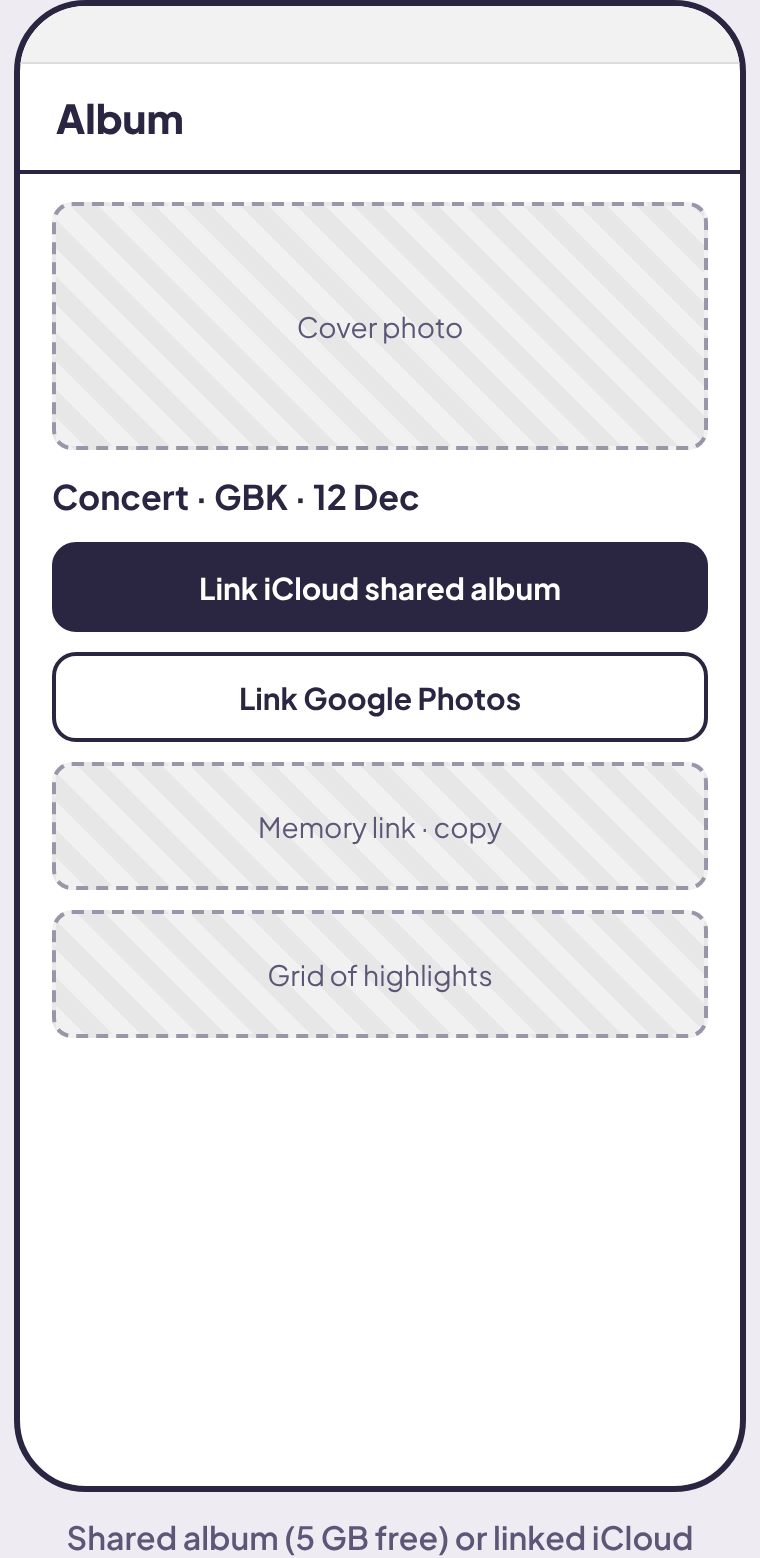 Album
Cover photo
Concert · GBK · 12 Dec
Link iCloud shared album
Link Google Photos
Memory link · copy
Grid of highlights
Shared album (5 GB free) or linked iCloud